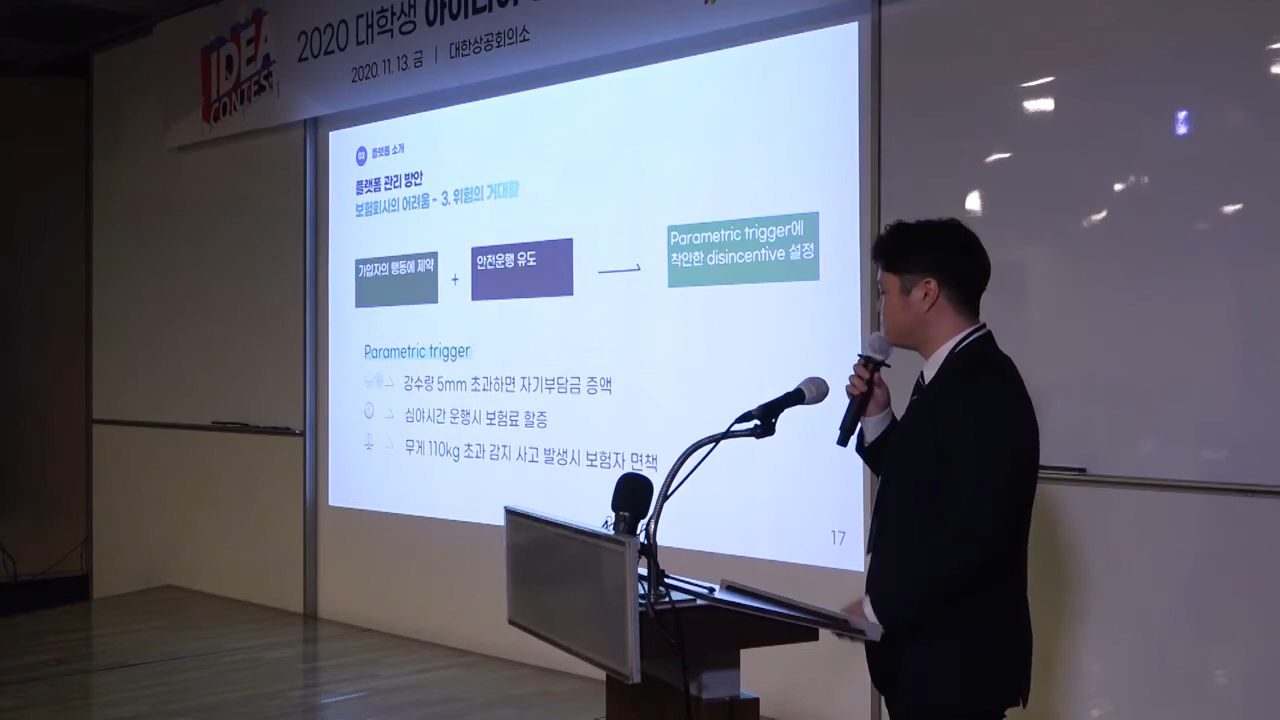 IDEA
CONTEST
2020 대학생 아이디어
2020. 11. 13. 금 | 대한상공회의소
03 플랫폼 소개
플랫폼 관리 방안
보험회사의 어려움 - 3. 위험의 거대함
가입자의 행동에 제약
+
안전운행 유도
Parametric trigger에
착안한 disincentive 설정
Parametric trigger
강수량 5mm 초과하면 자기부담금 증액
심야시간 운행시 보험료 할증
무게 110kg 초과 감지 사고 발생시 보험자 면책
17